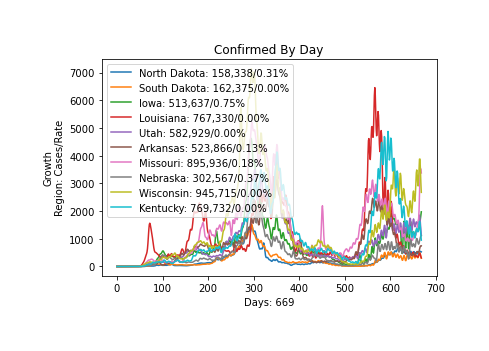 Confirmed By Day
Growth
Region: Cases/Rate
7000
6000
5000
4000
3000
2000
1000
0
North Dakota: 158,338/0.31%
South Dakota: 162,375/0.00%
Iowa: 513,637/0.75%
Louisiana: 767,330/0.00%
Utah: 582,929/0.00%
Arkansas: 523,866/0.13%
Missouri: 895,936/0.18%
Nebraska: 302,567/0.37%
Wisconsin: 945,715/0.00%
Kentucky: 769,732/0.00%
0 100 200 300 400 500 600 700
Days: 669